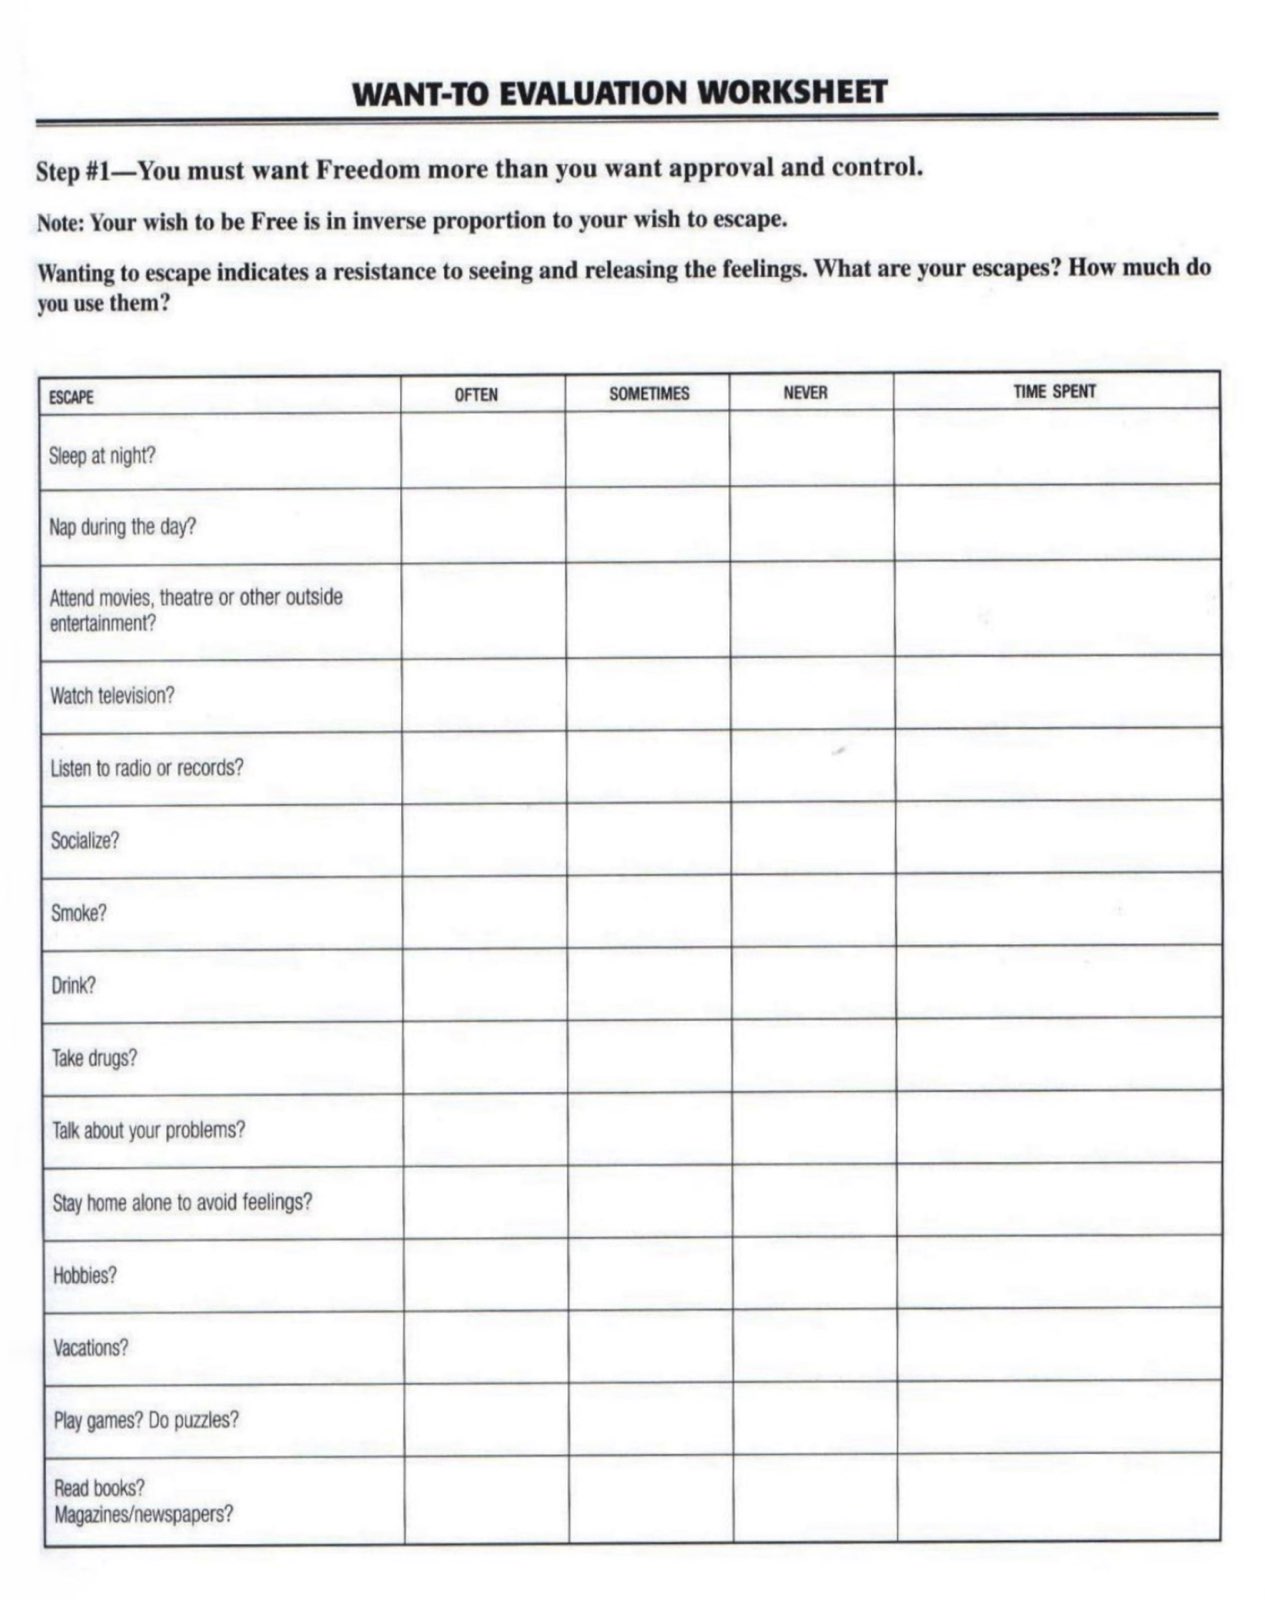 WANT-TO EVALUATION WORKSHEET
Step #1—You must want Freedom more than you want approval and control.
Note: Your wish to be Free is in inverse proportion to your wish to escape.
Wanting to escape indicates a resistance to seeing and releasing the feelings. What are your escapes? How much do
you use them?
ESCAPE OFTEN SOMETIMES NEVER TIME SPENT
Sleep at night?
Nap during the day?
Attend movies, theatre or other outside
entertainment?
Watch television?
Listen to radio or records?
Socialize?
Smoke?
Drink?
Take drugs?
Talk about your problems?
Stay home alone to avoid feelings?
Hobbies?
Vacations?
Play games? Do puzzles?
Read books?
Magazines/newspapers?